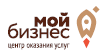 мой
бизнес
центр оказания услуг